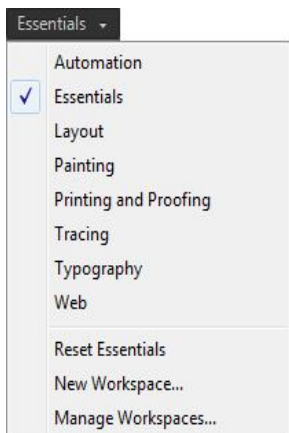 Essentials
Automation
Essentials
Layout
Painting
Printing and Proofing
Tracing
Typography
Web
Reset Essentials
New Workspace...
Manage Workspaces...